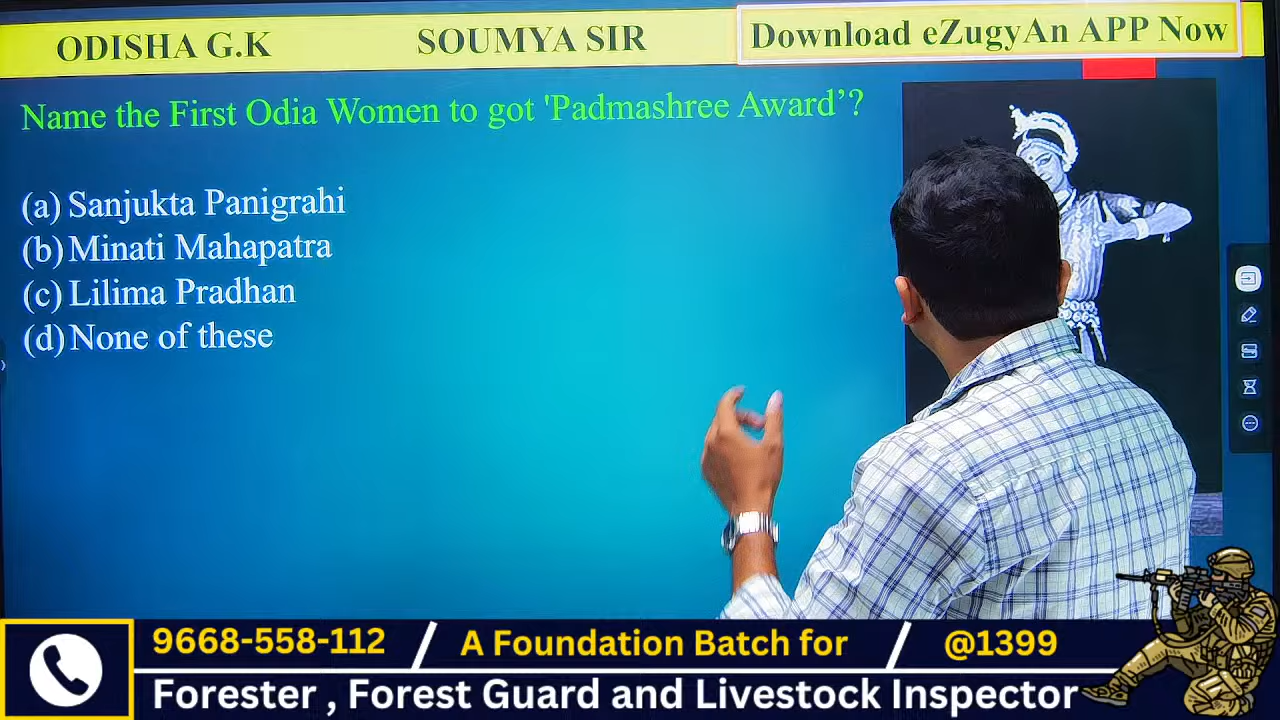 ODISHA G.K SOUMYA SIR Download eZugyAn APP Now
Name the First Odia Women to got 'Padmashree Award’?
(a) Sanjukta Panigrahi
(b) Minati Mahapatra
(c) Lilima Pradhan
(d) None of these
9668-558-112 / A Foundation Batch for / @1399
Forester , Forest Guard and Livestock Inspector